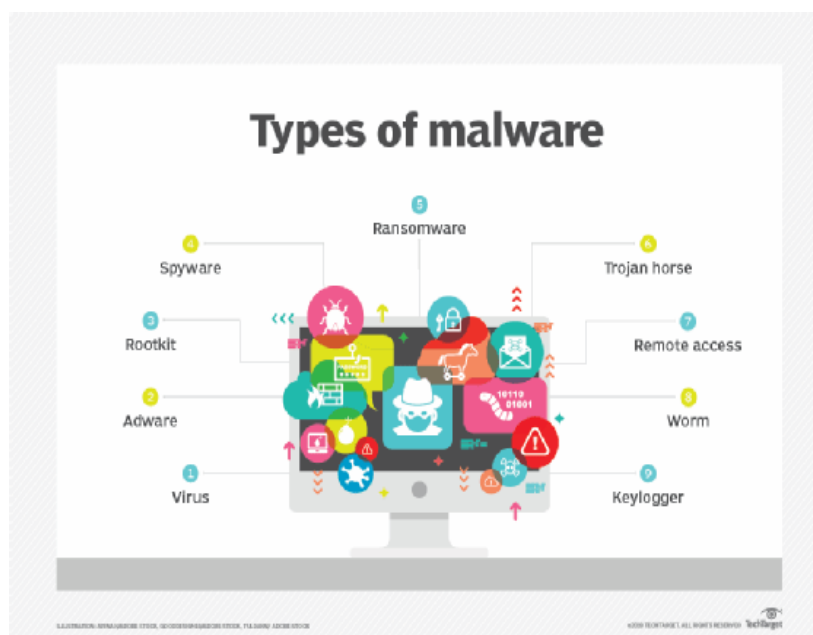 Types of malware
5
Ransomware
4
Spyware
6
Trojan horse
3
Rootkit
7
Remote access
2
Adware
8
Worm
1
Virus
9
Keylogger
10110
01001
TechTarget